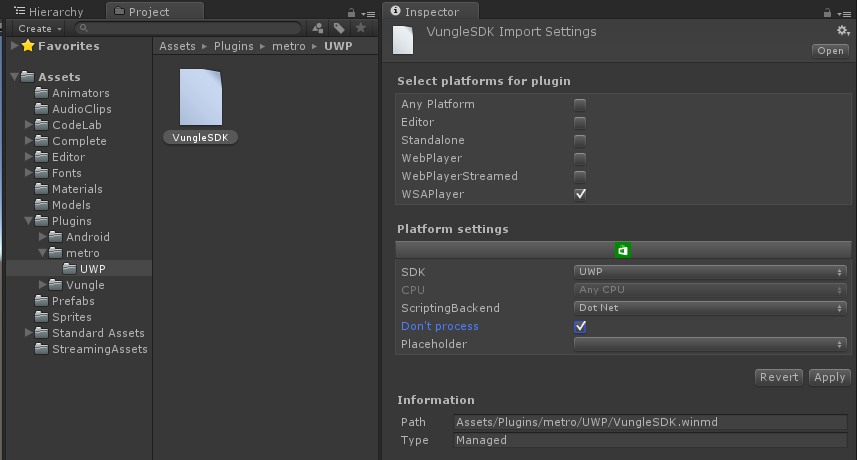 Hierarchy
Project
Create
Favorites
Assets
Animators
AudioClips
CodeLab
Complete
Editor
Fonts
Materials
Models
Plugins
Android
metro
UWP
Vungle
Prefabs
Sprites
Standard Assets
StreamingAssets
Assets ▸ Plugins ▸ metro ▸ UWP
VungleSDK
Inspector
VungleSDK Import Settings
Open
Select platforms for plugin
Any Platform
Editor
Standalone
WebPlayer
WebPlayerStreamed
WSAPlayer
Platform settings
SDK UWP
CPU Any CPU
ScriptingBackend Dot Net
Don't process
Placeholder
Revert Apply
Information
Path Assets/Plugins/metro/UWP/VungleSDK.winmd
Type Managed